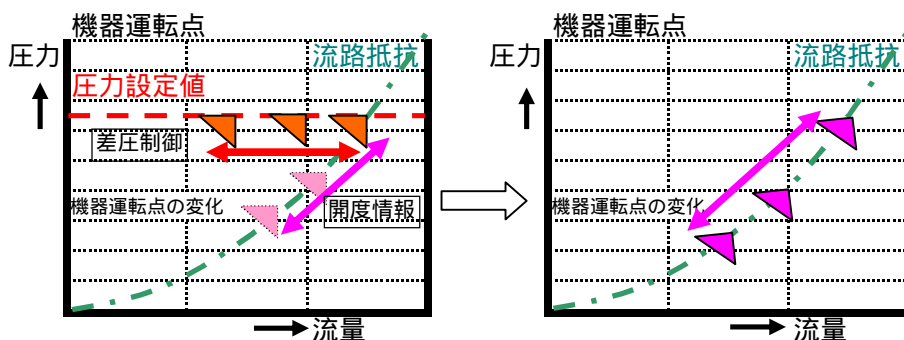 機器運転点
圧力
流路抵抗
圧力設定値
差圧制御
機器運転点の変化
開度情報
流量
機器運転点
圧力
流路抵抗
機器運転点の変化
流量